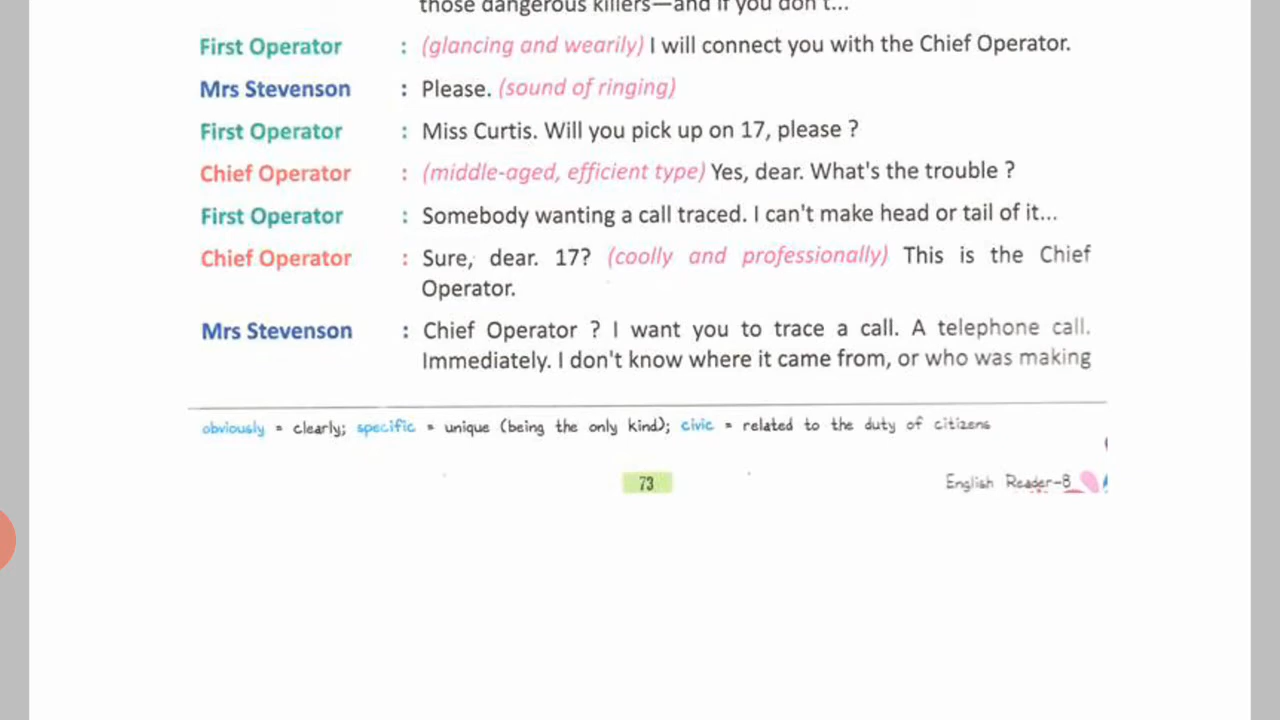 those dangerous killers—and if you don't...
First Operator : (glancing and wearily) I will connect you with the Chief Operator.
Mrs Stevenson : Please. (sound of ringing)
First Operator : Miss Curtis. Will you pick up on 17, please ?
Chief Operator : (middle-aged, efficient type) Yes, dear. What's the trouble ?
First Operator : Somebody wanting a call traced. I can't make head or tail of it...
Chief Operator : Sure, dear. 17? (coolly and professionally) This is the Chief
Operator.
Mrs Stevenson : Chief Operator ? I want you to trace a call. A telephone call.
Immediately. I don't know where it came from, or who was making
obviously = clearly; specific = unique (being the only kind); civic = related to the duty of citizens
73
English Reader-8